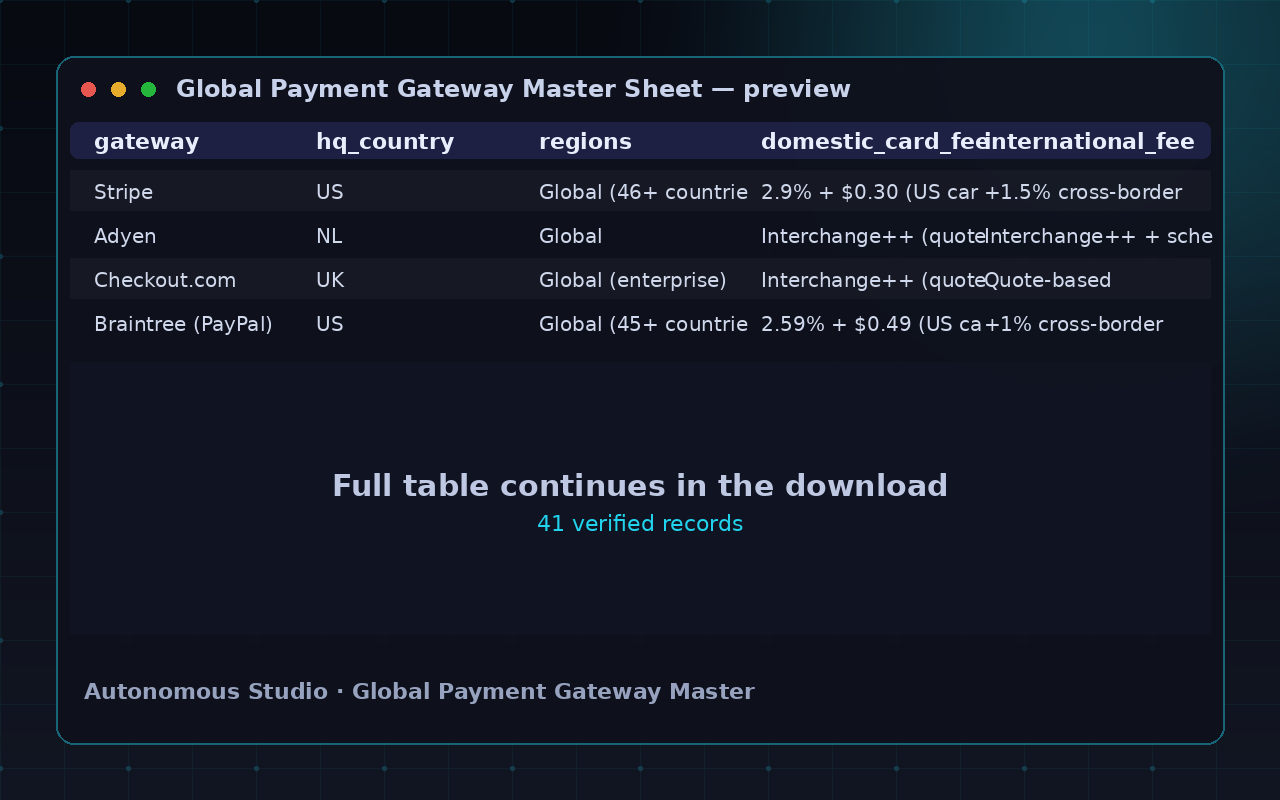 Global Payment Gateway Master Sheet — preview
gateway hq_country regions domestic_card_fee international_fee
Stripe US Global (46+ countrie 2.9% + $0.30 (US car +1.5% cross-border
Adyen NL Global Interchange++ (quote Interchange++ + sche
Checkout.com UK Global (enterprise) Interchange++ (quote Quote-based
Braintree (PayPal) US Global (45+ countrie 2.59% + $0.49 (US ca +1% cross-border
Full table continues in the download
41 verified records
Autonomous Studio · Global Payment Gateway Master